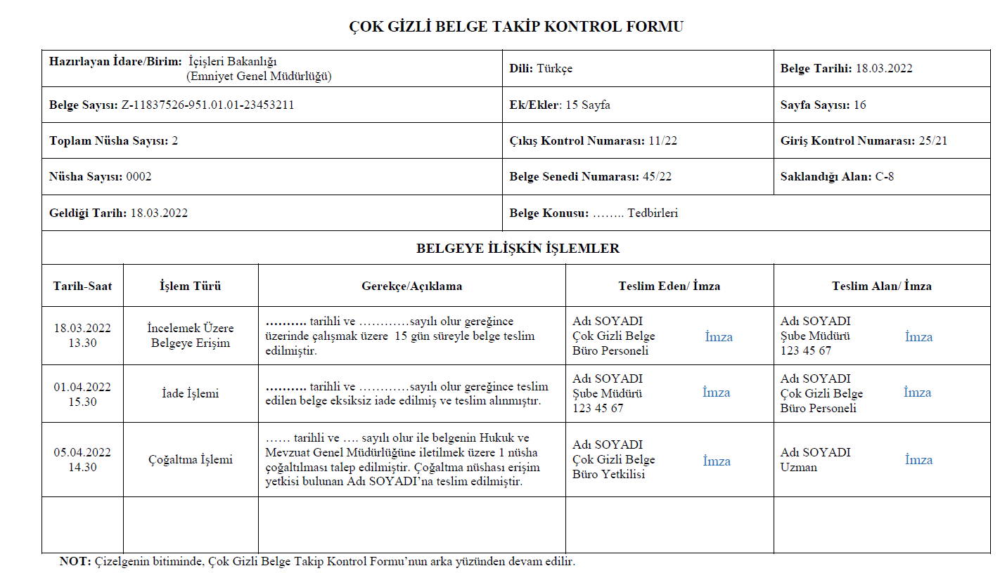 ÇOK GİZLİ BELGE TAKİP KONTROL FORMU
Hazırlayan İdare/Birim: İçişleri Bakanlığı
(Emniyet Genel Müdürlüğü)
Dili: Türkçe
Belge Tarihi: 18.03.2022
Belge Sayısı: Z-11837526-951.01.01-23453211
Ek/Ekler: 15 Sayfa
Sayfa Sayısı: 16
Toplam Nüsha Sayısı: 2
Çıkış Kontrol Numarası: 11/22
Giriş Kontrol Numarası: 25/21
Nüsha Sayısı: 0002
Belge Senedi Numarası: 45/22
Saklandığı Alan: C-8
Geldiği Tarih: 18.03.2022
Belge Konusu: …….. Tedbirleri
BELGEYE İLİŞKİN İŞLEMLER
Tarih-Saat
İşlem Türü
Gerekçe/Açıklama
Teslim Eden/ İmza
Teslim Alan/ İmza
18.03.2022
13.30
İncelemek Üzere
Belgeye Erişim
………. tarihli ve …………sayılı olur gereğince
üzerinde çalışmak üzere 15 gün süreyle belge teslim
edilmiştir.
Adı SOYADI
Çok Gizli Belge
Büro Personeli
İmza
Adı SOYADI
Şube Müdürü
123 45 67
İmza
01.04.2022
15.30
İade İşlemi
………. tarihli ve …………sayılı olur gereğince teslim
edilen belge eksiksiz iade edilmiş ve teslim alınmıştır.
Adı SOYADI
Şube Müdürü
123 45 67
İmza
Adı SOYADI
Çok Gizli Belge
Büro Personeli
İmza
05.04.2022
14.30
Çoğaltma İşlemi
…… tarihli ve …. sayılı olur ile belgenin Hukuk ve
Mevzuat Genel Müdürlüğüne iletilmek üzere 1 nüsha
çoğaltılması talep edilmiştir. Çoğaltma nüshası erişim
yetkisi bulunan Adı SOYADI’na teslim edilmiştir.
Adı SOYADI
Çok Gizli Belge
Büro Yetkilisi
İmza
Adı SOYADI
Uzman
İmza
NOT: Çizelgenin bitiminde, Çok Gizli Belge Takip Kontrol Formu’nun arka yüzünden devam edilir.